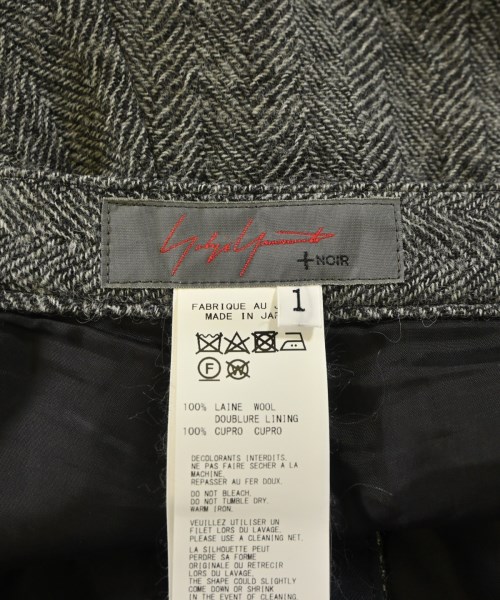 Yohji Yamamoto
+NOIR
1
FABRIQUE AU
MADE IN
F
W
100% LAINE WOOL
DOUBLURE LINING
100% CUPRO CUPRO
DECOLORANTS INTERDITS.
NE PAS FAIRE SECHER A LA
MACHINE.
REPASSER AU FER DOUX.
DO NOT BLEACH.
DO NOT TUMBLE DRY.
WARM IRON.
VEUILLEZ UTILISER UN
FILET LORS DU LAVAGE.
PLEASE USE A CLEANING NET.
LA SILHOUETTE PEUT
PERDRE SA FORME
ORIGINALE OU RETRECIR
LORS DU LAVAGE.
THE SHAPE COULD SLIGHTLY
COME DOWN OR SHRINK
IN THE EVENT OF CLEANING